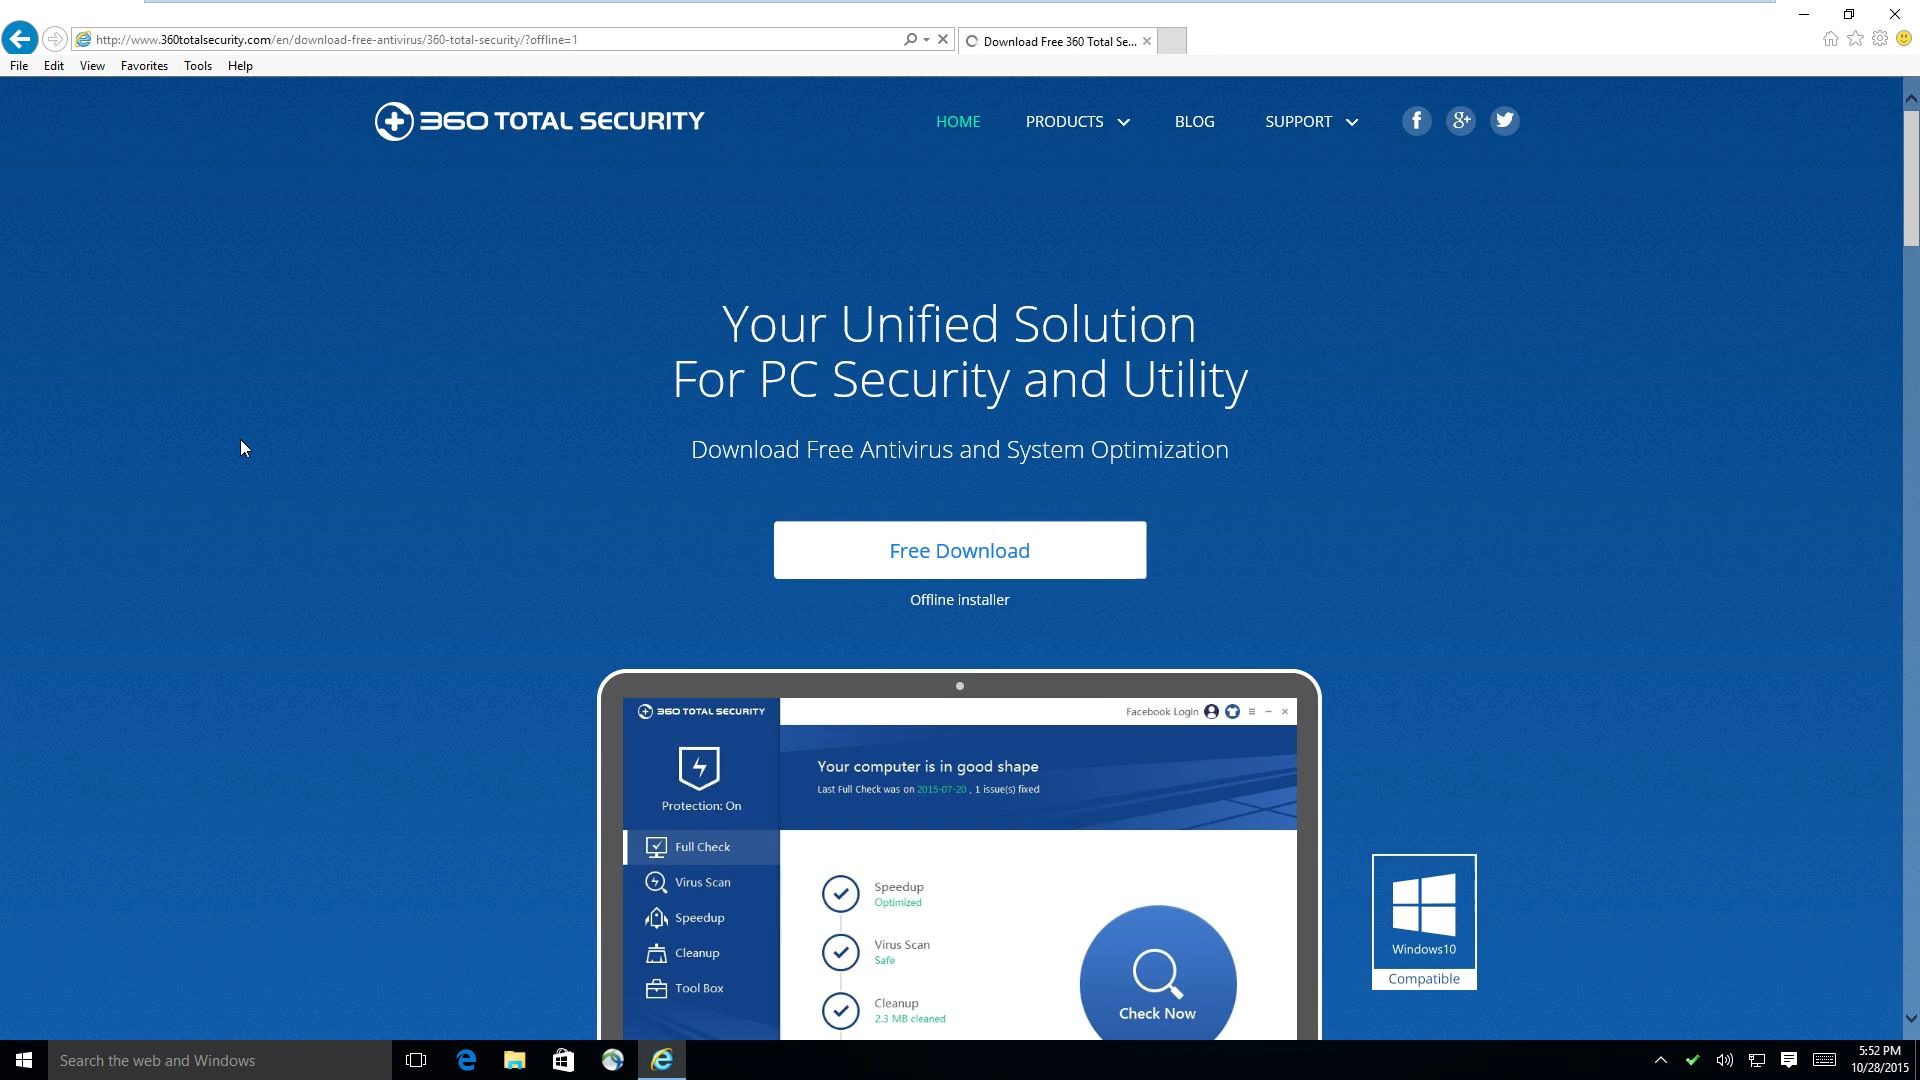 http://www.360totalsecurity.com/en/download-free-antivirus/360-total-security/?offline=1
Download Free 360 Total Se...
File Edit View Favorites Tools Help
360 TOTAL SECURITY
HOME PRODUCTS BLOG SUPPORT
Your Unified Solution
For PC Security and Utility
Download Free Antivirus and System Optimization
Free Download
Offline installer
360 TOTAL SECURITY
Facebook Login
Your computer is in good shape
Last Full Check was on 2015-07-20 , 1 issue(s) fixed
Protection: On
Full Check
Virus Scan
Speedup
Cleanup
Tool Box
Speedup
Optimized
Virus Scan
Safe
Cleanup
2.3 MB cleaned
Check Now
Windows10
Compatible
Search the web and Windows
5:52 PM
10/28/2015